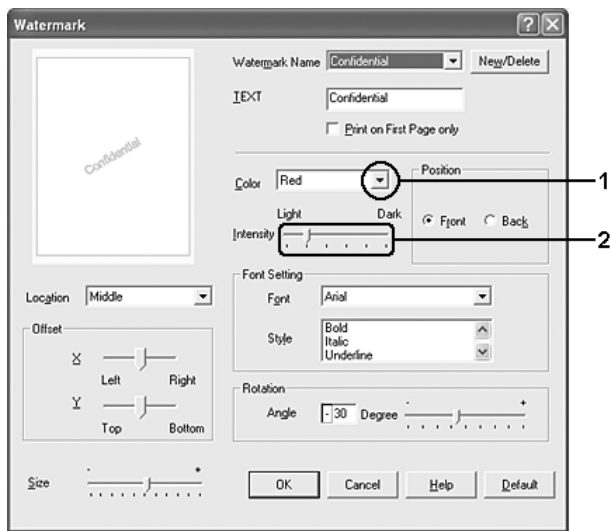 Watermark
Watermark Name Confidential New/Delete
TEXT Confidential
Print on First Page only
Confidential
Color Red
Position
1
Light Dark
Front Back
Intensity
2
Font Setting
Location Middle
Font Arial
Offset
Style Bold
Italic
Underline
X
Left Right
Rotation
Y
Angle -30 Degree - +
Top Bottom
Size - +
OK Cancel Help Default